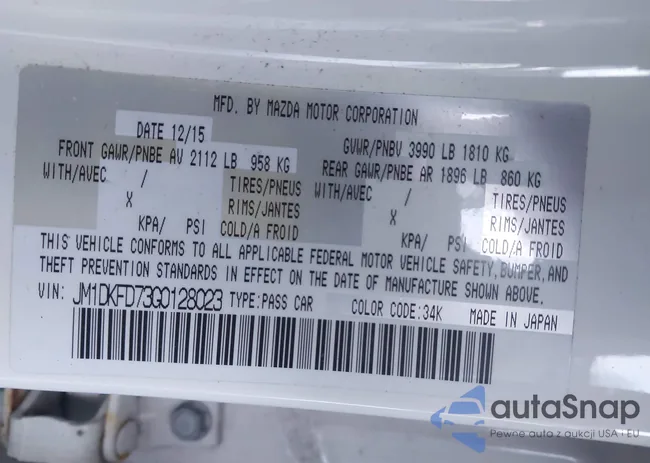 MFD. BY MAZDA MOTOR CORPORATION
DATE 12/15
GVWR/PNBV 3990 LB 1810 KG
FRONT GAWR/PNBE AV 2112 LB 958 KG
REAR GAWR/PNBE AR 1896 LB 860 KG
WITH/AVEC / TIRES/PNEUS WITH/AVEC / TIRES/PNEUS
X RIMS/JANTES X RIMS/JANTES
KPA/ PSI COLD/A FROID KPA/ PSI COLD/A FROID
THIS VEHICLE CONFORMS TO ALL APPLICABLE FEDERAL MOTOR VEHICLE SAFETY, BUMPER, AND
THEFT PREVENTION STANDARDS IN EFFECT ON THE DATE OF MANUFACTURE SHOWN ABOVE.
VIN: JM1DKFD73G0128023 TYPE:PASS CAR COLOR CODE:34K MADE IN JAPAN
autaSnap
Pewne auto z aukcji USA i EU